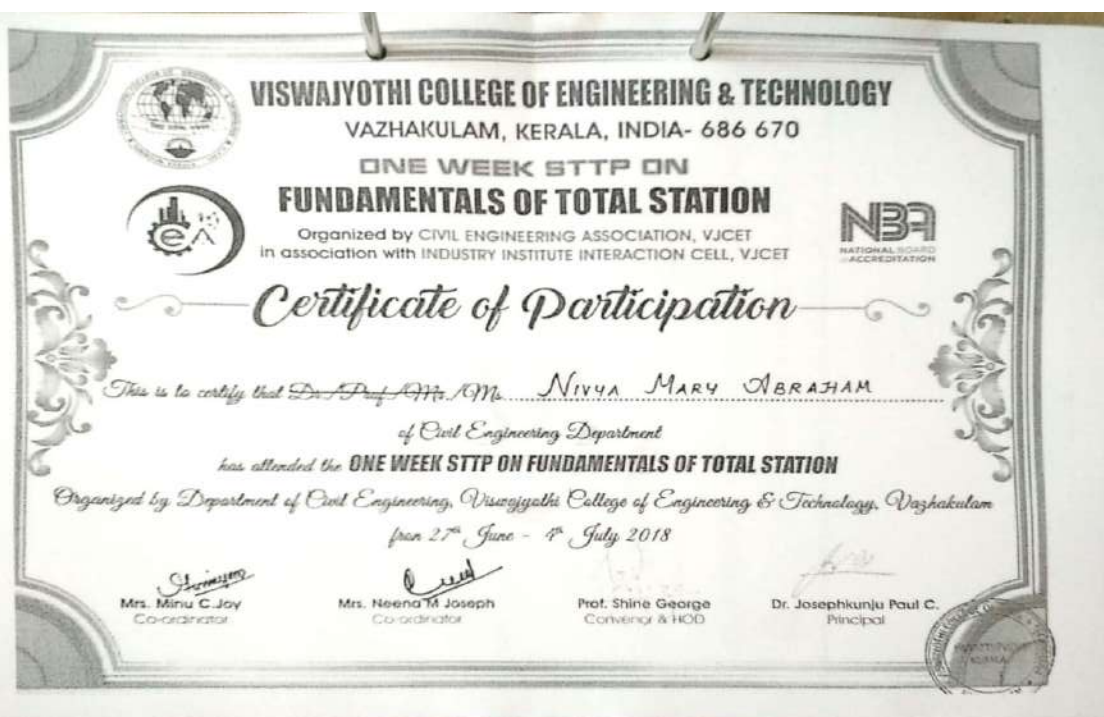 VISWAJYOTHI COLLEGE OF ENGINEERING & TECHNOLOGY
VAZHAKULAM, KERALA, INDIA- 686 670
ONE WEEK STTP ON
FUNDAMENTALS OF TOTAL STATION
Organized by CIVIL ENGINEERING ASSOCIATION, VJCET
in association with INDUSTRY INSTITUTE INTERACTION CELL, VJCET
NBA
NATIONAL BOARD
of ACCREDITATION
Certificate of Participation
This is to certify that Dr./Prof./Mr./Ms. NIVYA MARY ABRAHAM
of Civil Engineering Department
has attended the ONE WEEK STTP ON FUNDAMENTALS OF TOTAL STATION
Organized by Department of Civil Engineering, Viswajyothi College of Engineering & Technology, Vazhakulam
from 27th June - 4th July 2018
Mrs. Minu C.Joy
Co-ordinator
Mrs. Neena M Joseph
Co-ordinator
Prof. Shine George
Convenor & HOD
Dr. Josephkunju Paul C.
Principal